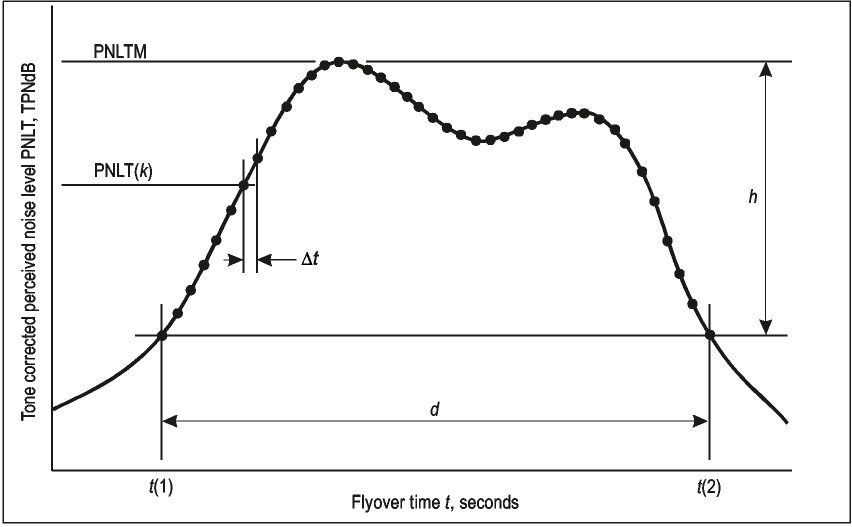 Tone corrected perceived noise level PNLT, TPNdB
PNLTM
PNLT(k)
Δt
h
d
t(1)
t(2)
Flyover time t, seconds